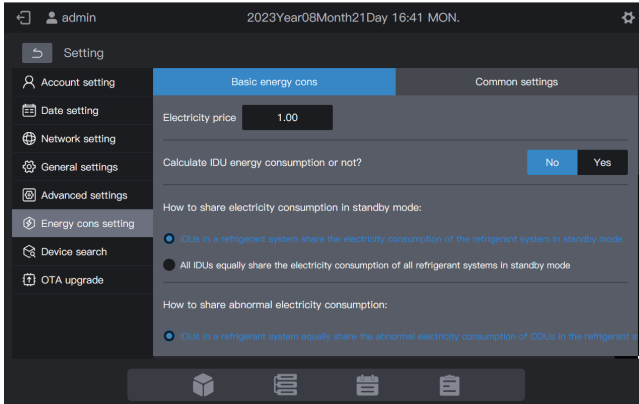 admin
2023Year08Month21Day 16:41 MON.
Setting
Account setting
Date setting
Network setting
General settings
Advanced settings
Energy cons setting
Device search
OTA upgrade
Basic energy cons
Common settings
Electricity price
1.00
Calculate IDU energy consumption or not?
No
Yes
How to share electricity consumption in standby mode:
IDUs in a refrigerant system share the electricity consumption of the refrigerant system in standby mode
All IDUs equally share the electricity consumption of all refrigerant systems in standby mode
How to share abnormal electricity consumption:
IDUs in a refrigerant system equally share the abnormal electricity consumption of ODUs in the refrigerant